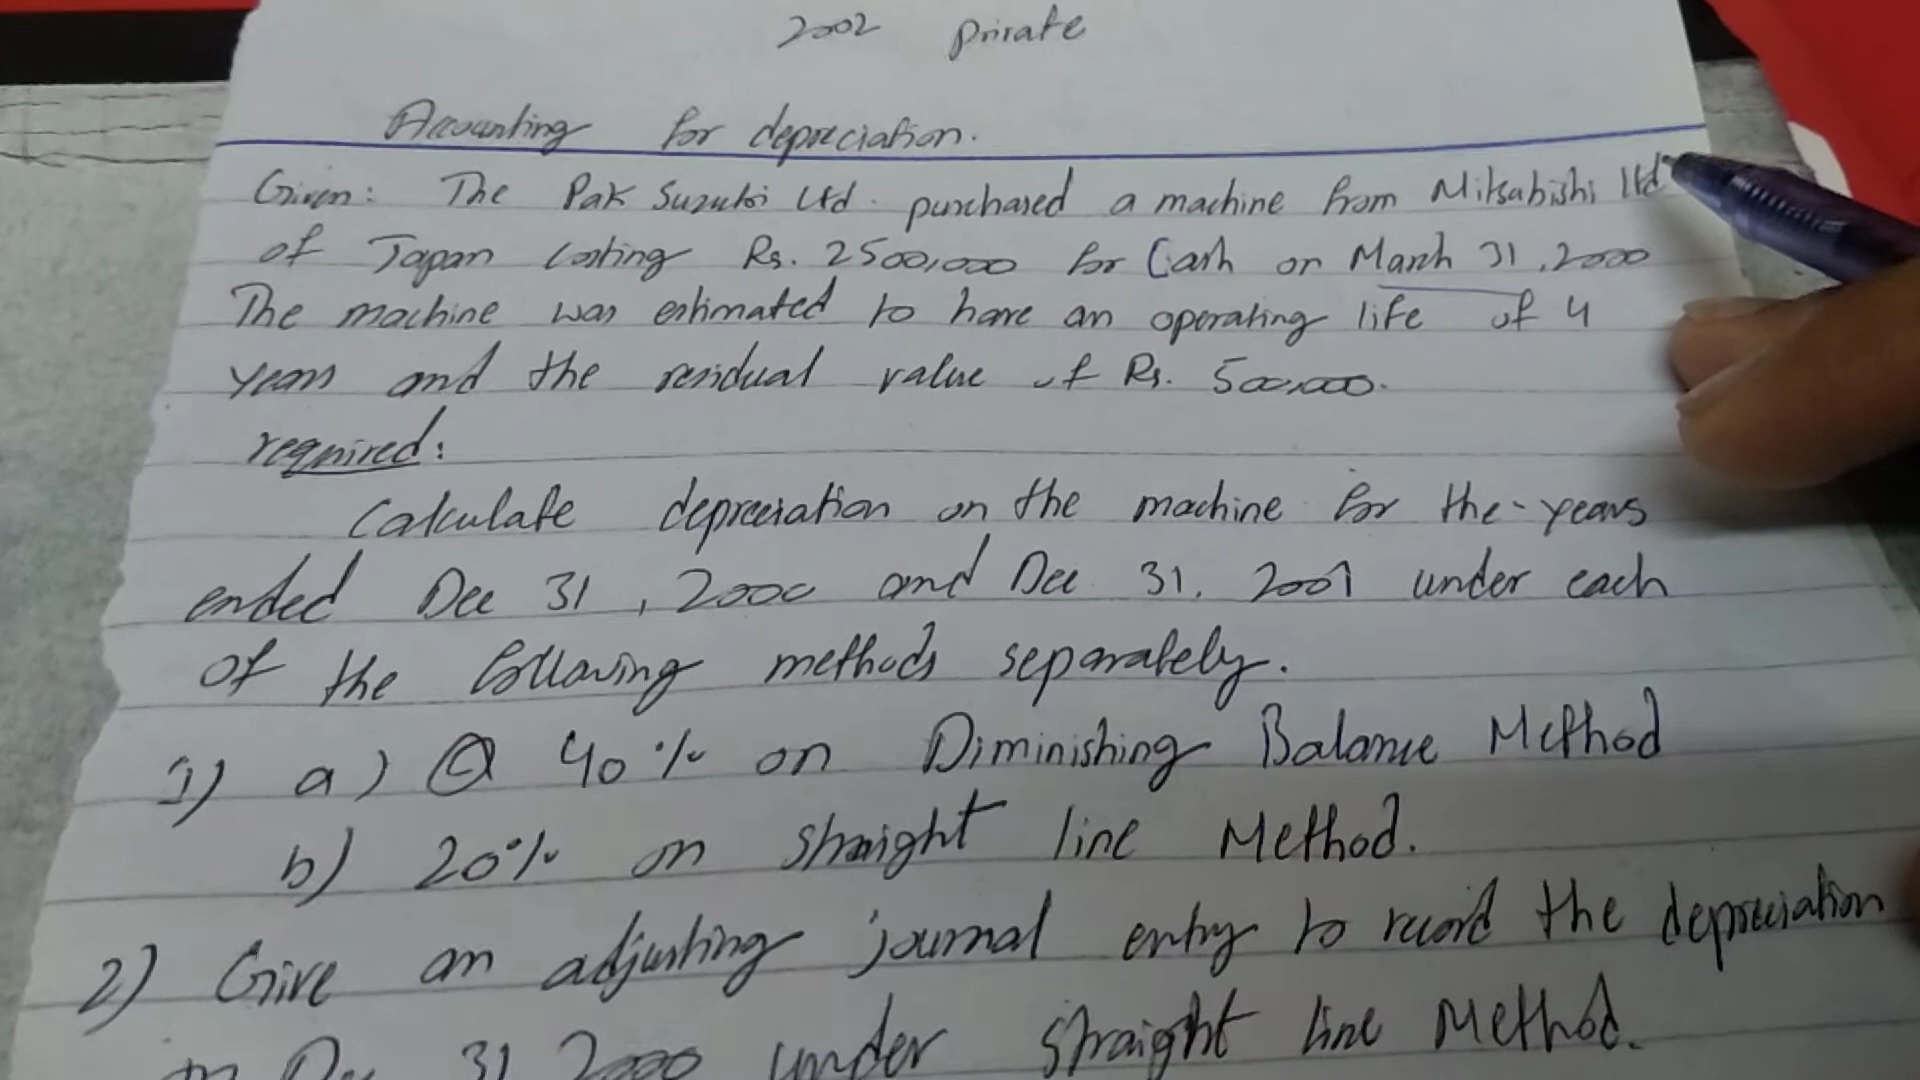 2002 private
Accounting for depreciation.
Given: The Pak Suzuki Ltd. purchased a machine from Mitsabishi ltd
of Japan Costing Rs. 2500,000 for Cash on March 31, 2000
The machine was estimated to have an operating life of 4
years and the residual value of Rs. 500,000.
required:
Calculate depreciation on the machine for the years
ended Dec 31, 2000 and Dec 31, 2001 under each
of the following methods separately.
1) a) @ 40% on Diminishing Balance Method
b) 20% on straight line Method.
2) Give an adjusting journal entry to record the depreciation
on Dec 31 2000 under straight line Method.